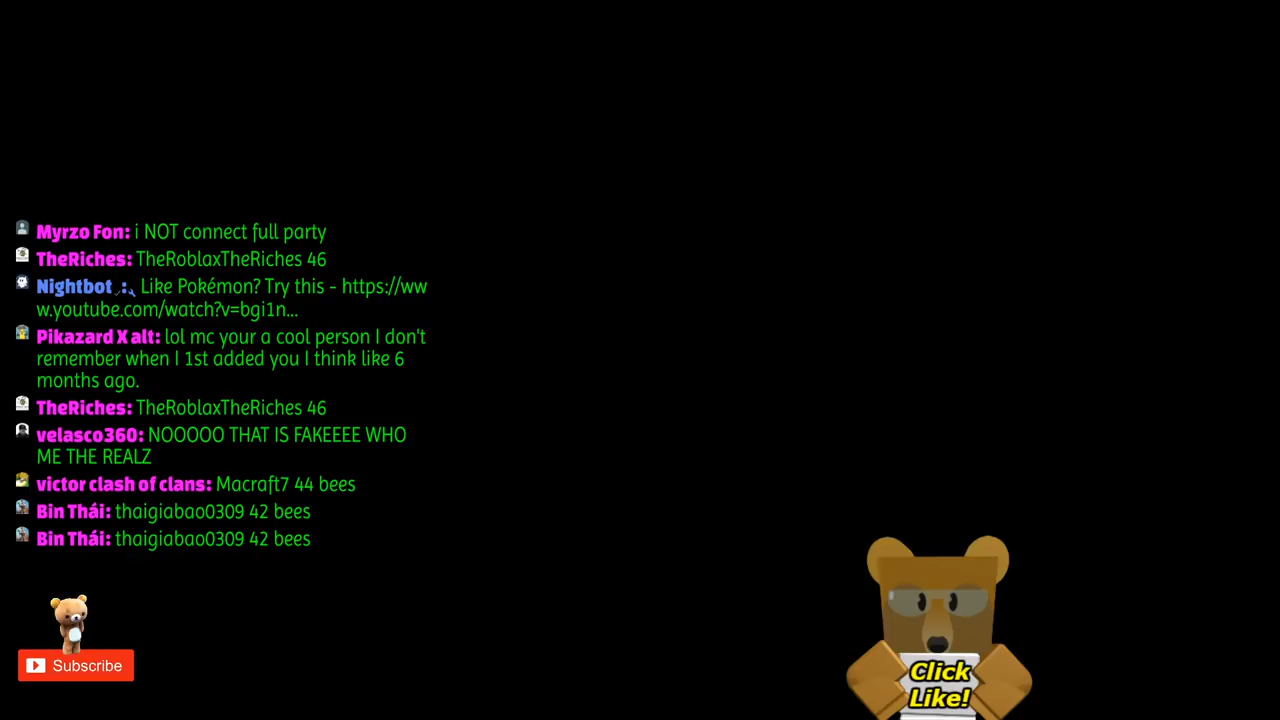 Myrzo Fon: i NOT connect full party
TheRiches: TheRoblaxTheRiches 46
Nightbot : Like Pokémon? Try this - https://ww
w.youtube.com/watch?v=bgi1n...
Pikazard X alt: lol mc your a cool person I don't
remember when I 1st added you I think like 6
months ago.
TheRiches: TheRoblaxTheRiches 46
velasco360: NOOOOO THAT IS FAKEEEE WHO
ME THE REALZ
victor clash of clans: Macraft7 44 bees
Bin Thái: thaigiabao0309 42 bees
Bin Thái: thaigiabao0309 42 bees
Subscribe
Click
Like!